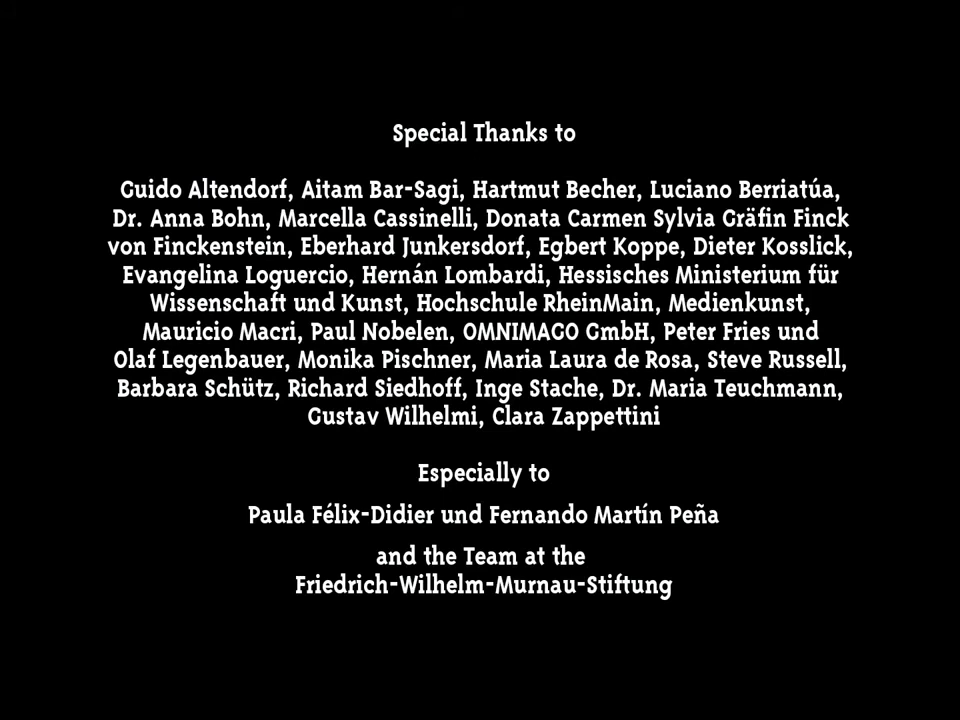 Special Thanks to
Guido Altendorf, Aitam Bar-Sagi, Hartmut Becher, Luciano Berriatúa,
Dr. Anna Bohn, Marcella Cassinelli, Donata Carmen Sylvia Gräfin Finck
von Finckenstein, Eberhard Junkersdorf, Egbert Koppe, Dieter Kosslick,
Evangelina Loguercio, Hernán Lombardi, Hessisches Ministerium für
Wissenschaft und Kunst, Hochschule RheinMain, Medienkunst,
Mauricio Macri, Paul Nobelen, OMNIMAGO GmbH, Peter Fries und
Olaf Legenbauer, Monika Pischner, Maria Laura de Rosa, Steve Russell,
Barbara Schütz, Richard Siedhoff, Inge Stache, Dr. Maria Teuchmann,
Gustav Wilhelmi, Clara Zappettini
Especially to
Paula Félix-Didier und Fernando Martín Peña
and the Team at the
Friedrich-Wilhelm-Murnau-Stiftung